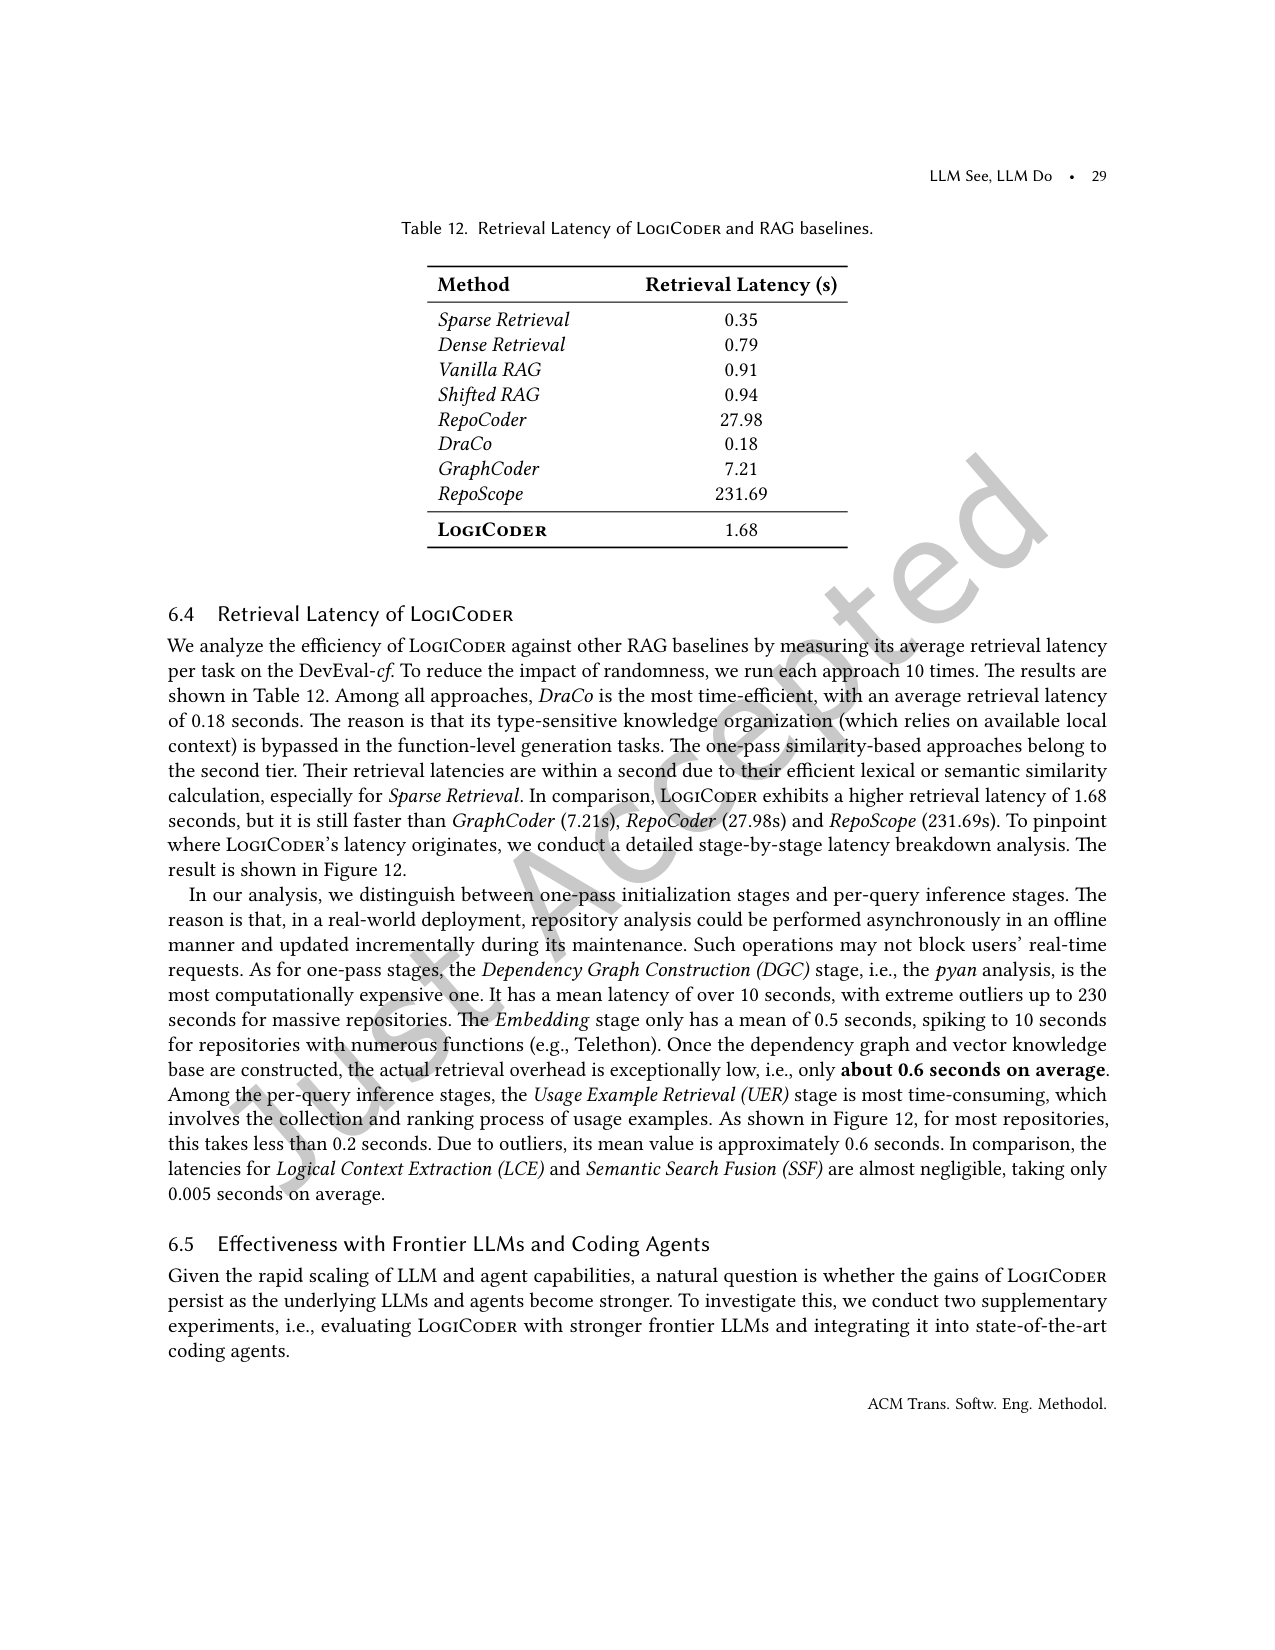 LLM See, LLM Do • 29
Table 12. Retrieval Latency of LogiCoder and RAG baselines.
Method Retrieval Latency (s)
Sparse Retrieval 0.35
Dense Retrieval 0.79
Vanilla RAG 0.91
Shifted RAG 0.94
RepoCoder 27.98
DraCo 0.18
GraphCoder 7.21
RepoScope 231.69
LogiCoder 1.68
6.4 Retrieval Latency of LogiCoder
We analyze the efficiency of LogiCoder against other RAG baselines by measuring its average retrieval latency
per task on the DevEval-cf. To reduce the impact of randomness, we run each approach 10 times. The results are
shown in Table 12. Among all approaches, DraCo is the most time-efficient, with an average retrieval latency
of 0.18 seconds. The reason is that its type-sensitive knowledge organization (which relies on available local
context) is bypassed in the function-level generation tasks. The one-pass similarity-based approaches belong to
the second tier. Their retrieval latencies are within a second due to their efficient lexical or semantic similarity
calculation, especially for Sparse Retrieval. In comparison, LogiCoder exhibits a higher retrieval latency of 1.68
seconds, but it is still faster than GraphCoder (7.21s), RepoCoder (27.98s) and RepoScope (231.69s). To pinpoint
where LogiCoder's latency originates, we conduct a detailed stage-by-stage latency breakdown analysis. The
result is shown in Figure 12.
In our analysis, we distinguish between one-pass initialization stages and per-query inference stages. The
reason is that, in a real-world deployment, repository analysis could be performed asynchronously in an offline
manner and updated incrementally during its maintenance. Such operations may not block users' real-time
requests. As for one-pass stages, the Dependency Graph Construction (DGC) stage, i.e., the pyan analysis, is the
most computationally expensive one. It has a mean latency of over 10 seconds, with extreme outliers up to 230
seconds for massive repositories. The Embedding stage only has a mean of 0.5 seconds, spiking to 10 seconds
for repositories with numerous functions (e.g., Telethon). Once the dependency graph and vector knowledge
base are constructed, the actual retrieval overhead is exceptionally low, i.e., only about 0.6 seconds on average.
Among the per-query inference stages, the Usage Example Retrieval (UER) stage is most time-consuming, which
involves the collection and ranking process of usage examples. As shown in Figure 12, for most repositories,
this takes less than 0.2 seconds. Due to outliers, its mean value is approximately 0.6 seconds. In comparison, the
latencies for Logical Context Extraction (LCE) and Semantic Search Fusion (SSF) are almost negligible, taking only
0.005 seconds on average.
6.5 Effectiveness with Frontier LLMs and Coding Agents
Given the rapid scaling of LLM and agent capabilities, a natural question is whether the gains of LogiCoder
persist as the underlying LLMs and agents become stronger. To investigate this, we conduct two supplementary
experiments, i.e., evaluating LogiCoder with stronger frontier LLMs and integrating it into state-of-the-art
coding agents.
ACM Trans. Softw. Eng. Methodol.
Just Accepted